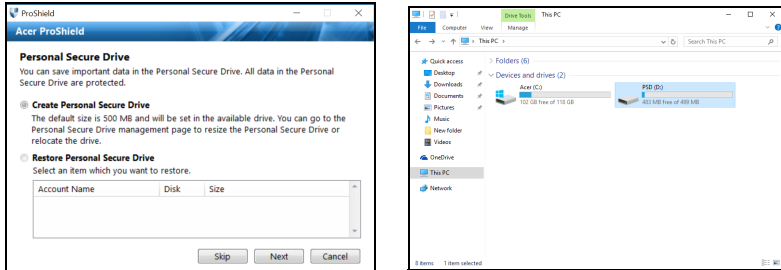 ProShield
Acer ProShield
Personal Secure Drive
You can save important data in the Personal Secure Drive. All data in the Personal
Secure Drive are protected.
Create Personal Secure Drive
The default size is 500 MB and will be set in the available drive. You can go to the
Personal Secure Drive management page to resize the Personal Secure Drive or
relocate the drive.
Restore Personal Secure Drive
Select an item which you want to restore.
Account Name Disk Size
Skip Next Cancel
Drive Tools This PC
File Computer View Manage
This PC Search This PC
Quick access
Desktop
Downloads
Documents
Pictures
Music
New folder
Videos
OneDrive
This PC
Network
Folders (6)
Devices and drives (2)
Acer (C:) PSD (D:)
102 GB free of 118 GB 483 MB free of 499 MB
8 items 1 item selected